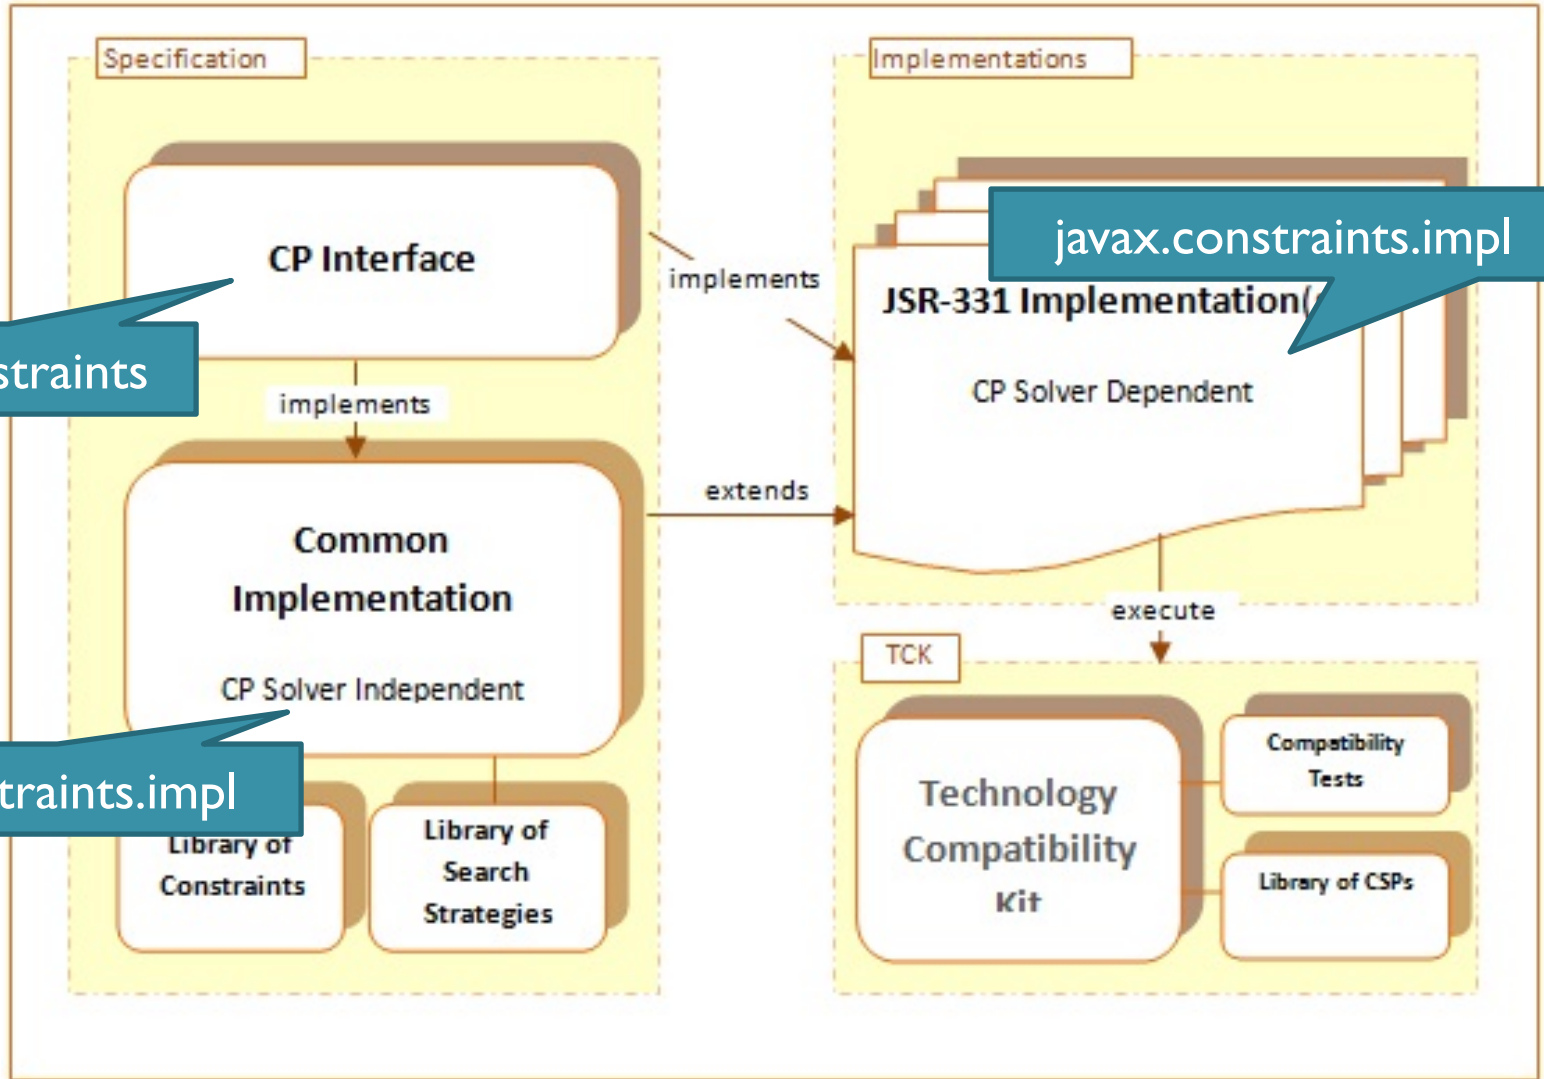 Specification
CP Interface
straints
implements
Common
Implementation
CP Solver Independent
traints.impl
Library of
Constraints
Library of
Search
Strategies
implements
extends
Implementations
javax.constraints.impl
JSR-331 Implementation(
CP Solver Dependent
execute
TCK
Technology
Compatibility
Kit
Compatibility
Tests
Library of CSPs